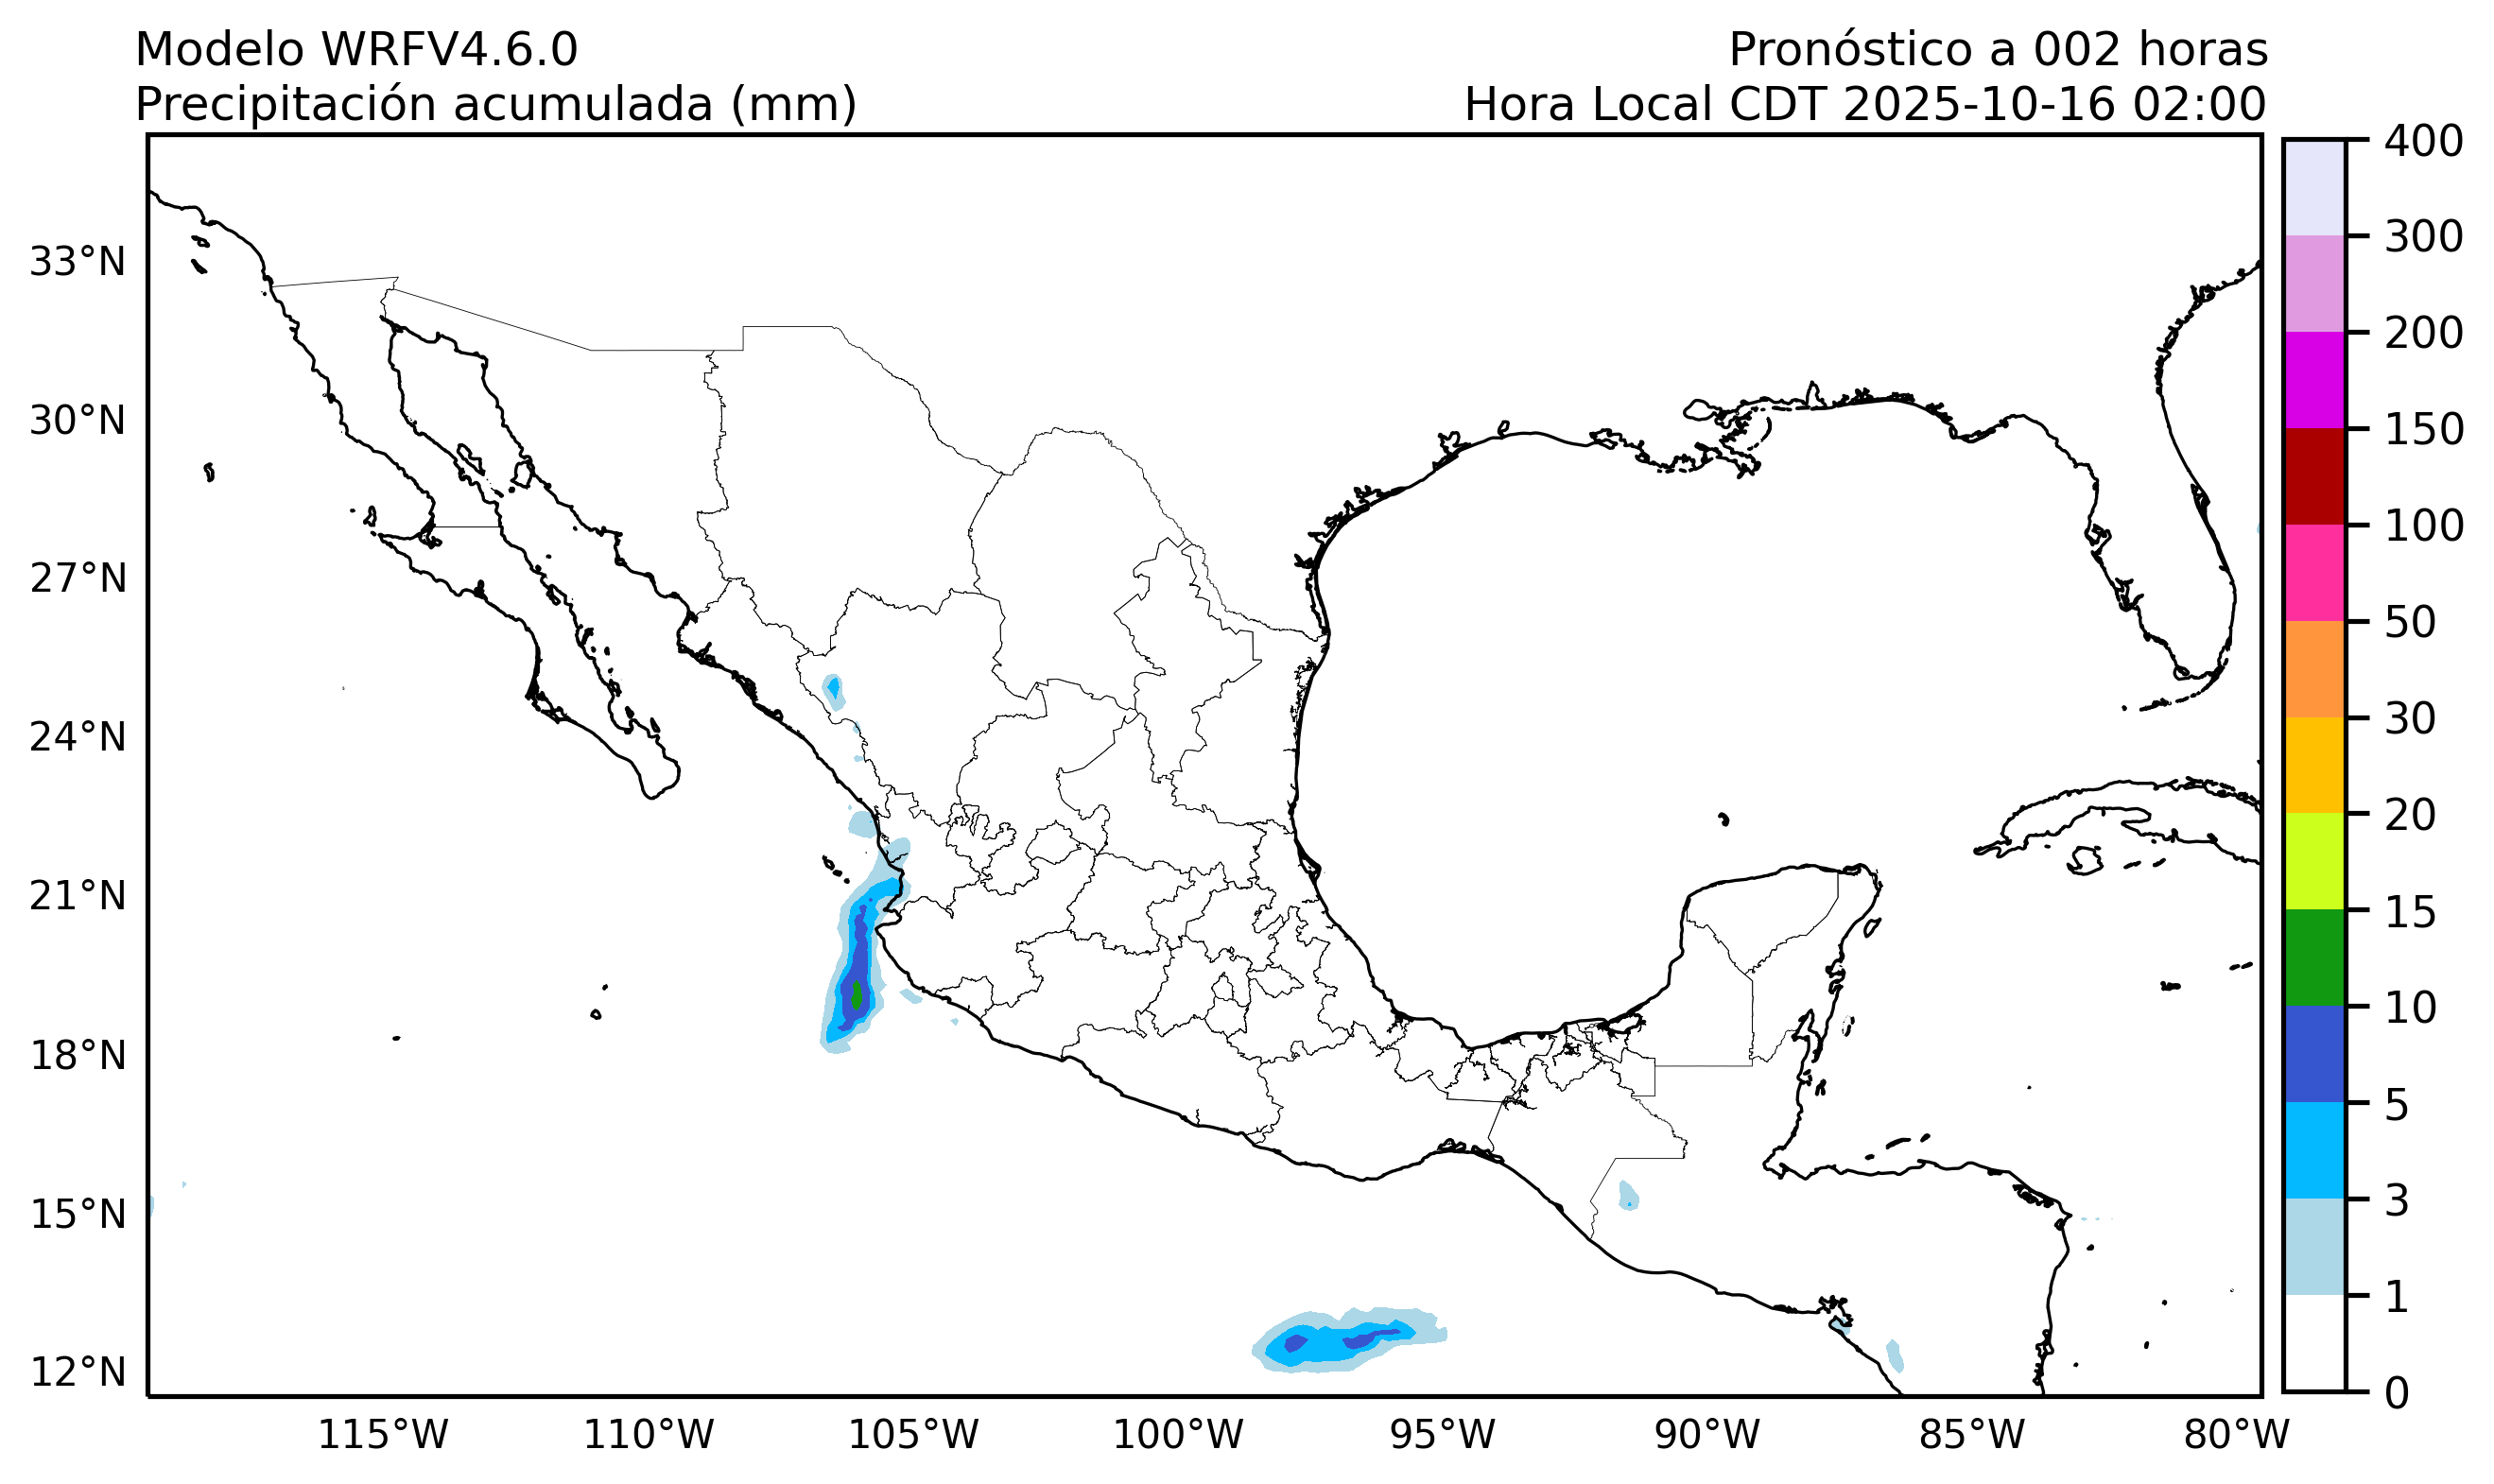 Modelo WRFV4.6.0
Precipitación acumulada (mm)
Pronóstico a 002 horas
Hora Local CDT 2025-10-16 02:00
33°N
30°N
27°N
24°N
21°N
18°N
15°N
12°N
115°W
110°W
105°W
100°W
95°W
90°W
85°W
80°W
400
300
200
150
100
50
30
20
15
10
5
3
1
0